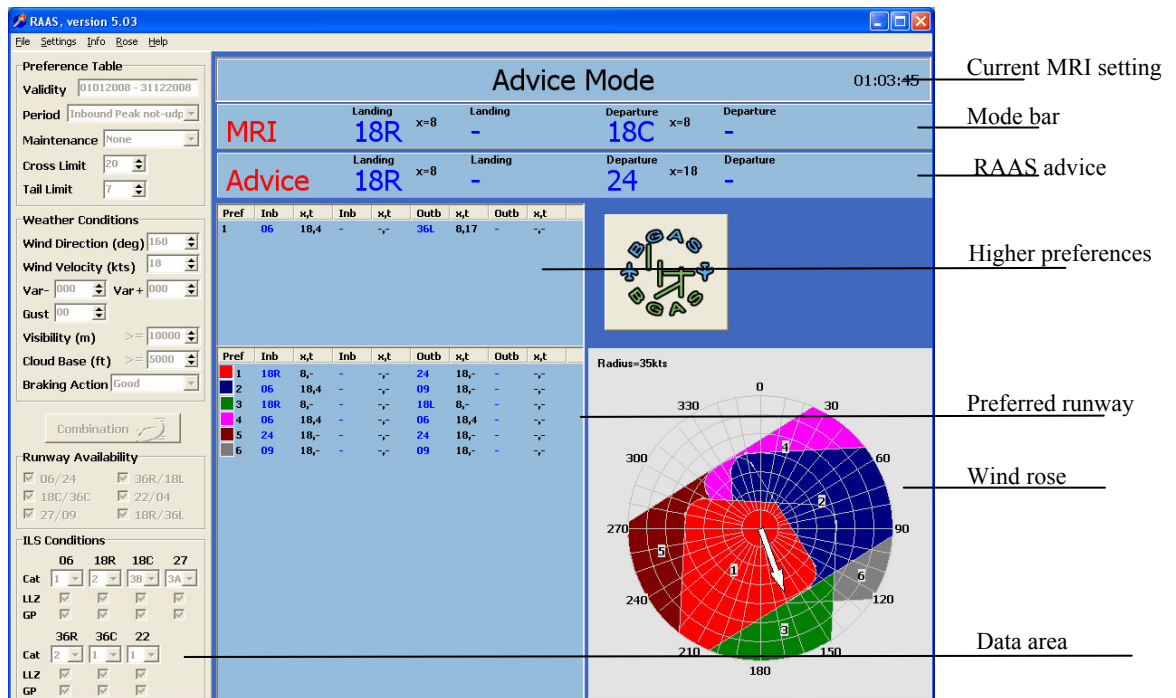 RAAS, version 5.03
File Settings Info Rose Help
Preference Table
Validity 01012008 - 31122008
Period Inbound Peak not-udp
Maintenance None
Cross Limit 20
Tail Limit 7
Weather Conditions
Wind Direction (deg) 160
Wind Velocity (kts) 18
Var- 000 Var+ 000
Gust 00
Visibility (m) >= 10000
Cloud Base (ft) >= 5000
Braking Action Good
Combination
Runway Availability
06/24 36R/18L
18C/36C 22/04
27/09 18R/36L
ILS Conditions
06 18R 18C 27
Cat 1 2 3B 3A
LLZ
GP
36R 36C 22
Cat 2 1 1
LLZ
GP
Advice Mode 01:03:45
Landing Landing Departure Departure
MRI 18R x=8 - 18C x=8 -
Landing Landing Departure Departure
Advice 18R x=8 - 24 x=18 -
Pref Inb x,t Inb x,t Outb x,t Outb x,t
1 06 18,4 - -,- 36L 8,17 - -,-
BGAS
BGAS
Pref Inb x,t Inb x,t Outb x,t Outb x,t
1 18R 8,- - -,- 24 18,- - -,-
2 06 18,4 - -,- 09 18,- - -,-
3 18R 8,- - -,- 18L 8,- - -,-
4 06 18,4 - -,- 06 18,4 - -,-
5 24 18,- - -,- 24 18,- - -,-
6 09 18,- - -,- 09 18,- - -,-
Radius=35kts
0
330 30
4
300 60
2
270 90
5
1 6
240 120
3
210 150
180
Current MRI setting
Mode bar
RAAS advice
Higher preferences
Preferred runway
Wind rose
Data area